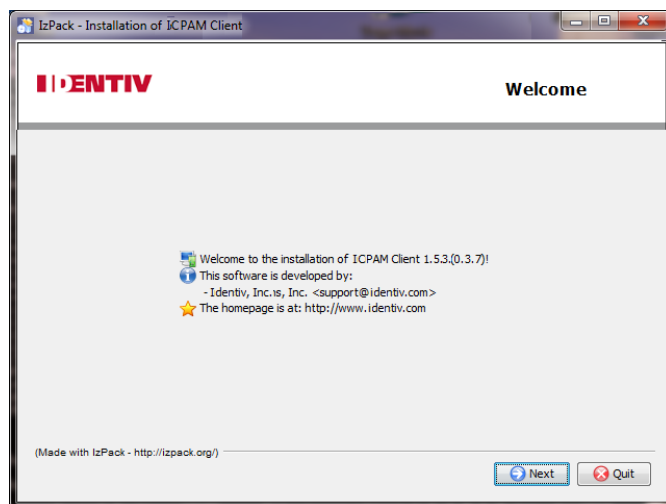 IzPack - Installation of ICPAM Client
IDENTIV
Welcome
Welcome to the installation of ICPAM Client 1.5.3.(0.3.7)!
This software is developed by:
- Identiv, Inc.ıs, Inc. <support@identiv.com>
The homepage is at: http://www.identiv.com
(Made with IzPack - http://izpack.org/)
Next
Quit